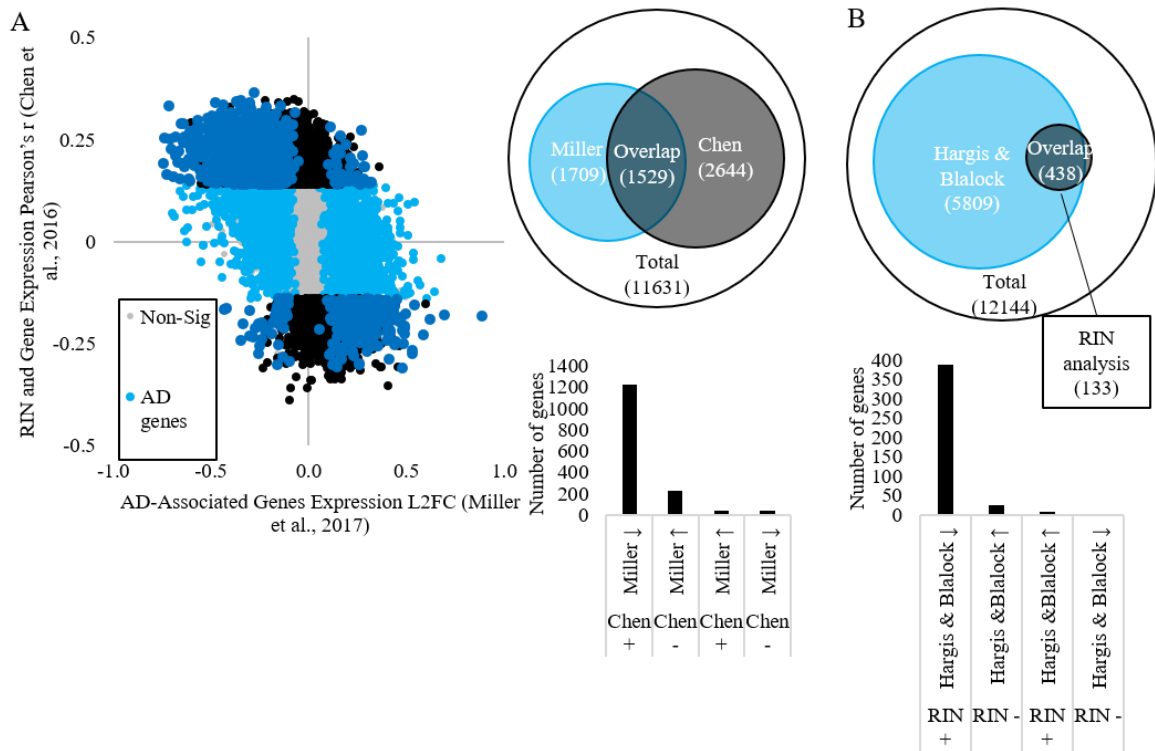 A
RIN and Gene Expression Pearson's r (Chen et
al., 2016)
0.5
0.25
0
-0.25
-0.5
-1.0
-0.5
0.0
0.5
1.0
AD-Associated Genes Expression L2FC (Miller
et al., 2017)
Non-Sig
AD
genes
Miller
(1709)
Overlap
(1529)
Chen
(2644)
Total
(11631)
Number of genes
1400
1200
1000
800
600
400
200
0
Miller ↓
Miller ↑
Miller ↑
Miller ↓
Chen
+
Chen
-
Chen
+
Chen
-
B
Hargis &
Blalock
(5809)
Overlap
(438)
Total
(12144)
RIN
analysis
(133)
Number of genes
400
350
300
250
200
150
100
50
0
Hargis & Blalock ↓
Hargis &Blalock ↑
Hargis &Blalock ↑
Hargis & Blalock ↓
RIN
+
RIN -
RIN
+
RIN -